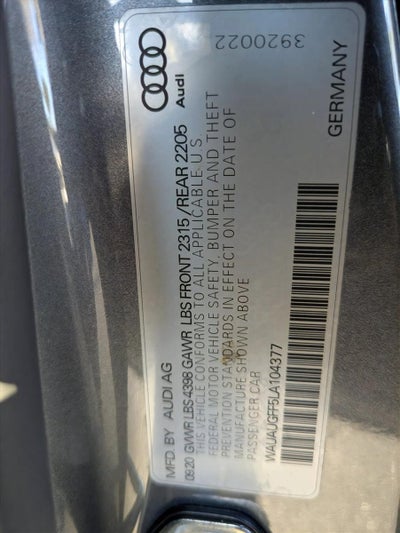 MFD. BY AUDI AG
Audi
0920 GVWR LBS 4398 GAWR LBS FRONT 2315 / REAR 2205
THIS VEHICLE CONFORMS TO ALL APPLICABLE U.S
FEDERAL MOTOR VEHICLE SAFETY, BUMPER AND THEFT
PREVENTION STANDARDS IN EFFECT ON THE DATE OF
MANUFACTURE SHOWN ABOVE
PASSENGER CAR
WAUAUGFF5LA104377
GERMANY
3920022